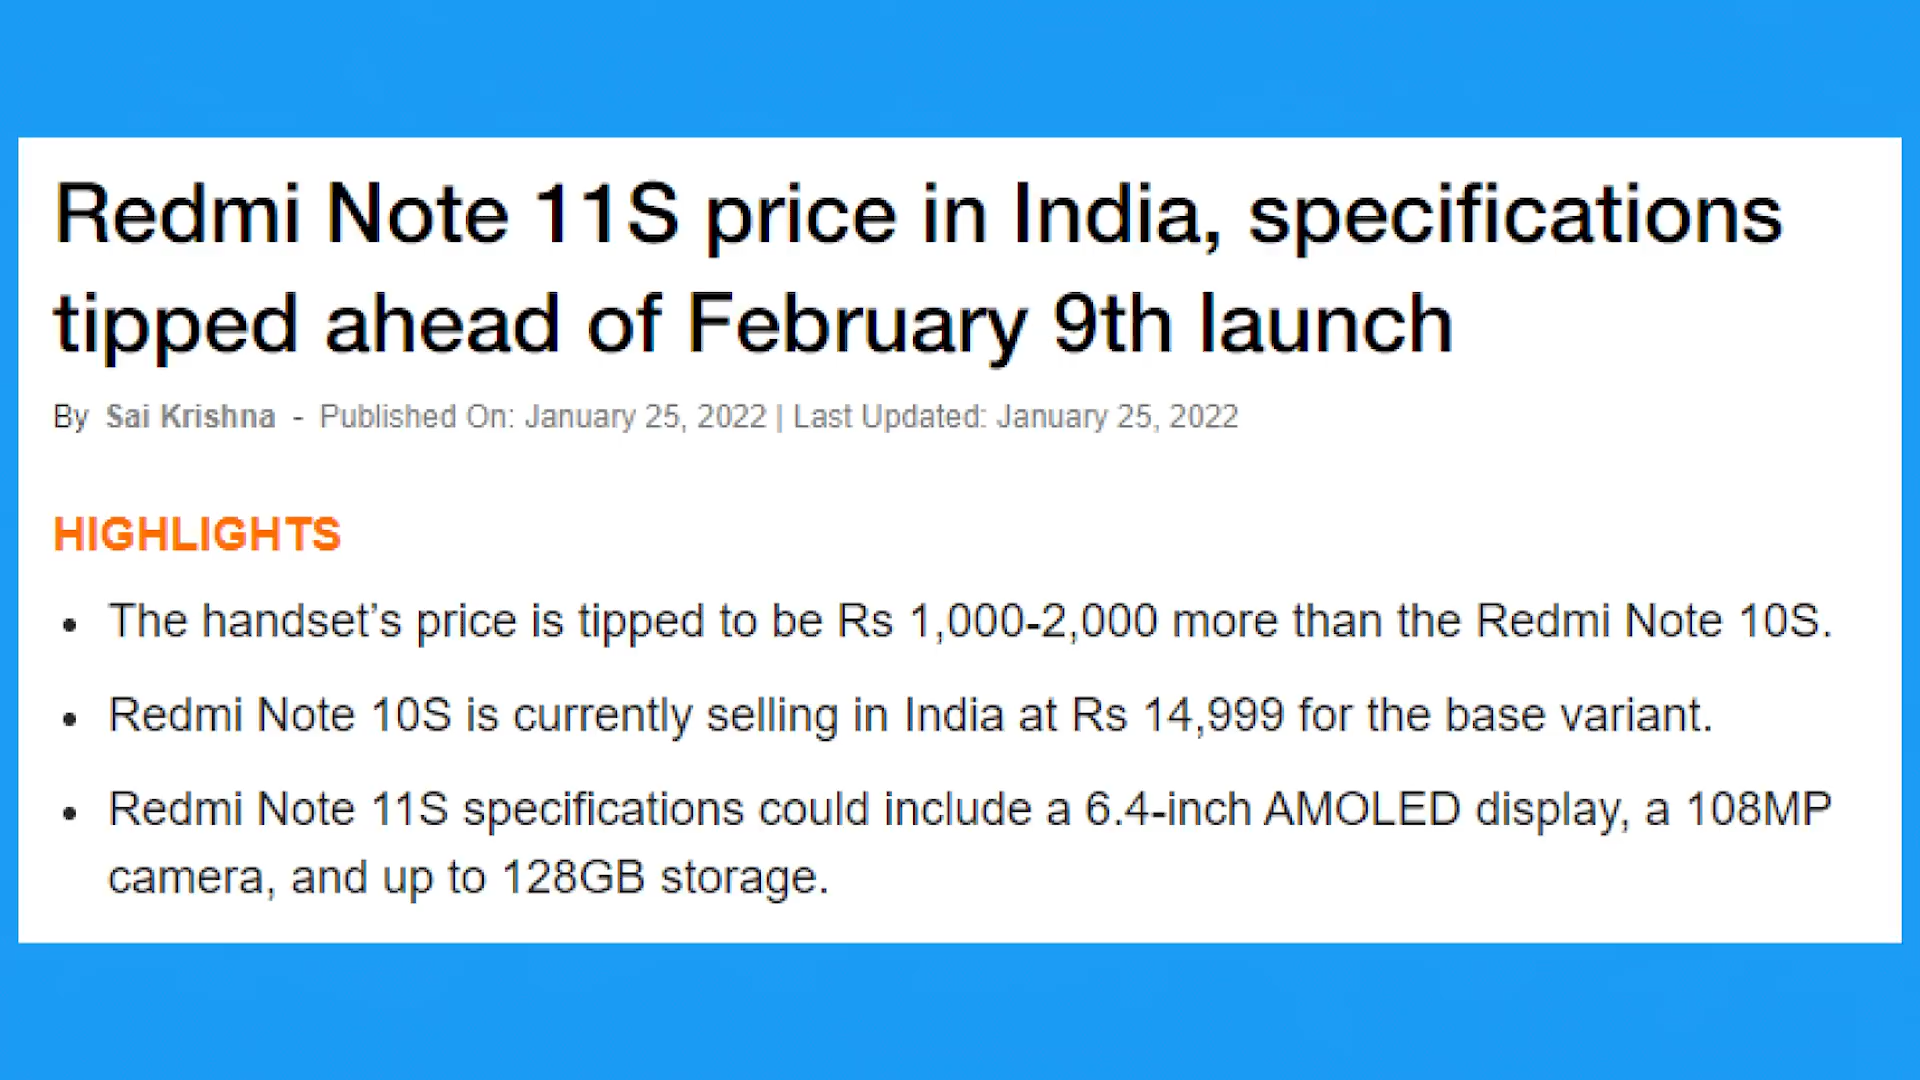 Redmi Note 11S price in India, specifications
tipped ahead of February 9th launch
By Sai Krishna - Published On: January 25, 2022 | Last Updated: January 25, 2022
HIGHLIGHTS
• The handset’s price is tipped to be Rs 1,000-2,000 more than the Redmi Note 10S.
• Redmi Note 10S is currently selling in India at Rs 14,999 for the base variant.
• Redmi Note 11S specifications could include a 6.4-inch AMOLED display, a 108MP
camera, and up to 128GB storage.